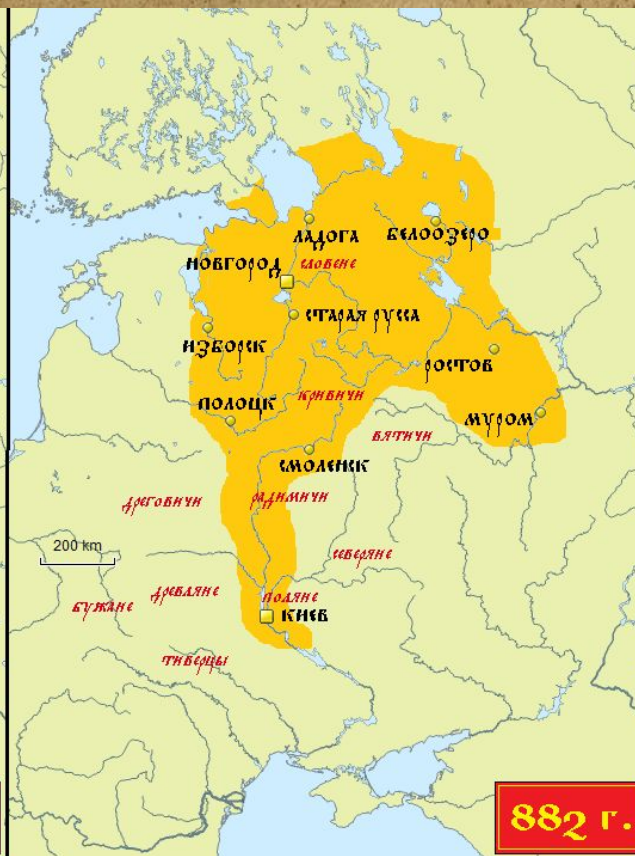 ЛАДОГА
БЕЛООЗЕРО
НОВГОРОД
СЛОВЕНЕ
СТАРАЯ РУССА
ИЗБОРСК
РОСТОВ
КРИВИЧИ
ПОЛОЦК
МУРОМ
ВЯТИЧИ
СМОЛЕНСК
ДРЕГОВИЧИ
РАДИМИЧИ
200 km
СЕВЕРЯНЕ
ДРЕВЛЯНЕ
ПОЛЯНЕ
БУЖАНЕ
КИЕВ
ТИВЕРЦЫ
882 г.